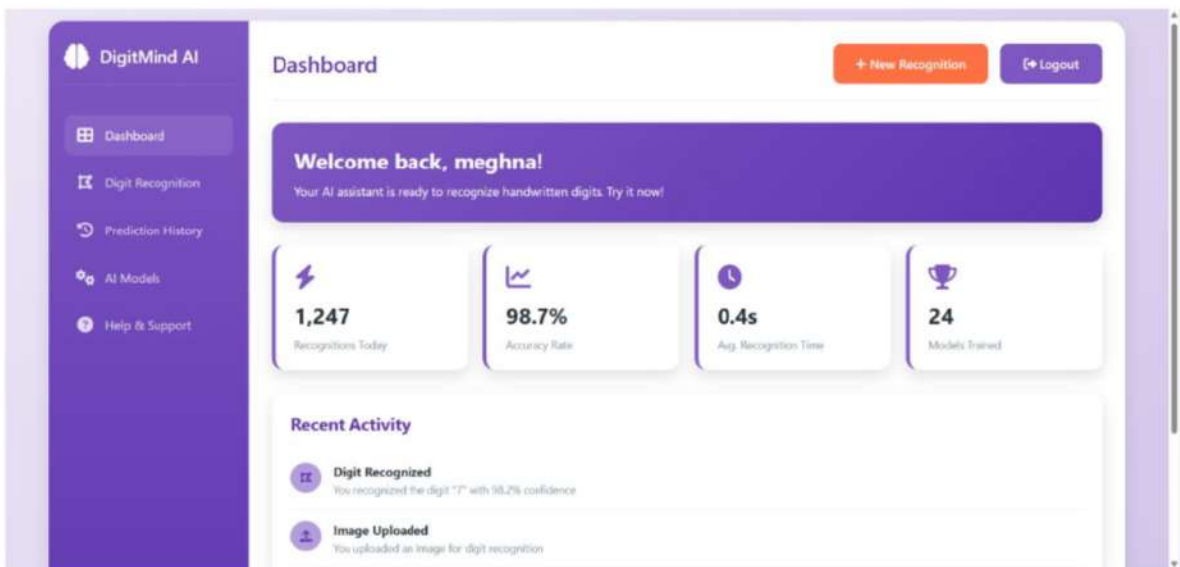 DigitMind AI
Dashboard
Digit Recognition
Prediction History
AI Models
Help & Support
Dashboard
+ New Recognition
Logout
Welcome back, meghna!
Your AI assistant is ready to recognize handwritten digits. Try it now!
1,247
Recognitions Today
98.7%
Accuracy Rate
0.4s
Avg. Recognition Time
24
Models Trained
Recent Activity
Digit Recognized
You recognized the digit "7" with 98.2% confidence
Image Uploaded
You uploaded an image for digit recognition